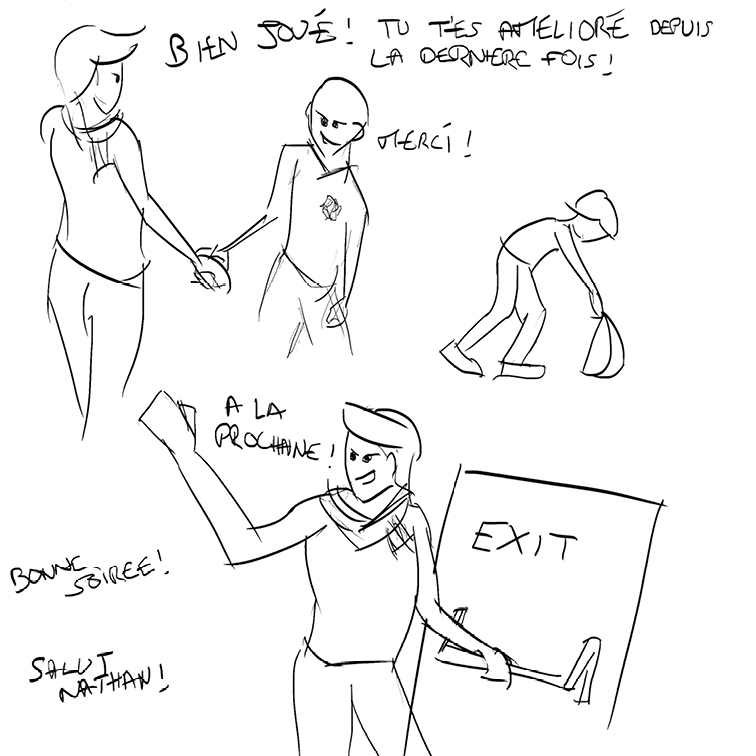 BIEN JOUÉ! TU T'ES AMELIORÉ DEPUIS
LA DERNIERE FOIS!
MERCI!
A LA
PROCHAINE!
EXIT
BONNE
SOIREE!
SALUT
NATHAN!